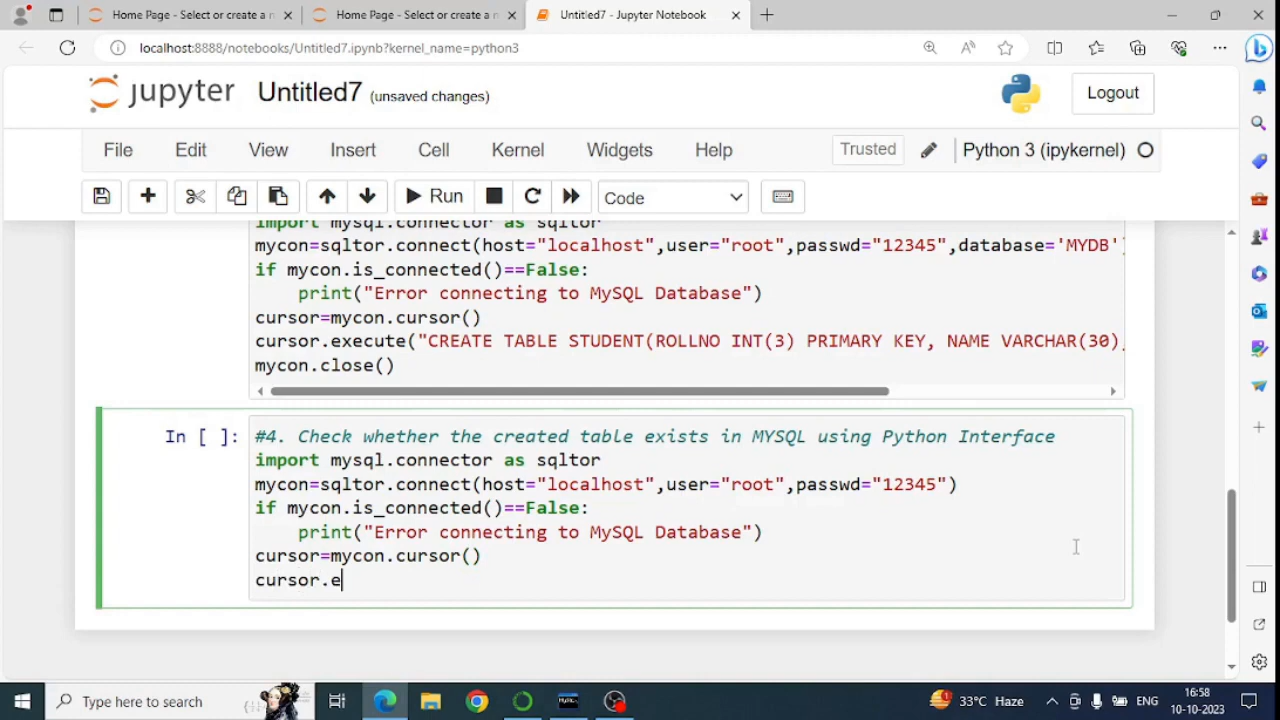 Home Page - Select or create a n
Home Page - Select or create a n
Untitled7 - Jupyter Notebook
localhost:8888/notebooks/Untitled7.ipynb?kernel_name=python3
jupyter Untitled7 (unsaved changes)
Logout
File Edit View Insert Cell Kernel Widgets Help
Trusted
Python 3 (ipykernel)
Run
Code
import mysql.connector as sqltor
mycon=sqltor.connect(host="localhost",user="root",passwd="12345",database='MYDB'
if mycon.is_connected()==False:
print("Error connecting to MySQL Database")
cursor=mycon.cursor()
cursor.execute("CREATE TABLE STUDENT(ROLLNO INT(3) PRIMARY KEY, NAME VARCHAR(30),
mycon.close()
In [ ]:
#4. Check whether the created table exists in MYSQL using Python Interface
import mysql.connector as sqltor
mycon=sqltor.connect(host="localhost",user="root",passwd="12345")
if mycon.is_connected()==False:
print("Error connecting to MySQL Database")
cursor=mycon.cursor()
cursor.e
Type here to search
33°C Haze
ENG
16:58
10-10-2023